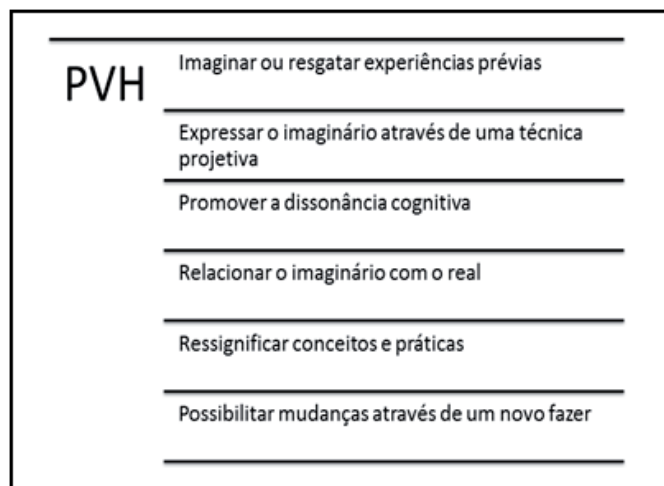 PVH
Imaginar ou resgatar experiências prévias
Expressar o imaginário através de uma técnica
projetiva
Promover a dissonância cognitiva
Relacionar o imaginário com o real
Ressignificar conceitos e práticas
Possibilitar mudanças através de um novo fazer